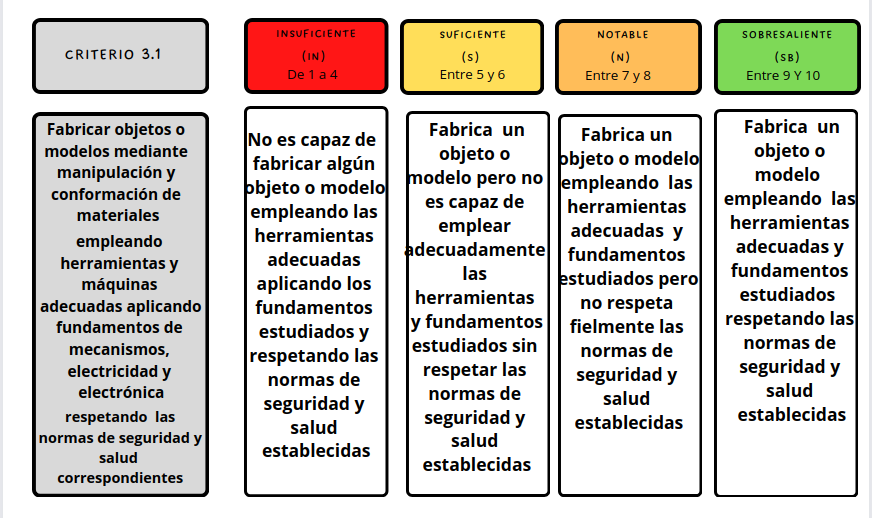 CRITERIO 3.1
INSUFICIENTE
(IN)
De 1 a 4
SUFICIENTE
(S)
Entre 5 y 6
NOTABLE
(N)
Entre 7 y 8
SOBRESALIENTE
(SB)
Entre 9 Y 10
Fabricar objetos o
modelos mediante
manipulación y
conformación de
materiales
empleando
herramientas y
máquinas
adecuadas aplicando
fundamentos de
mecanismos,
electricidad y
electrónica
respetando las
normas de seguridad y
salud
correspondientes
No es capaz de
fabricar algún
objeto o modelo
empleando las
herramientas
adecuadas
aplicando los
fundamentos
estudiados y
respetando las
normas de
seguridad y
salud
establecidas
Fabrica un
objeto o
modelo pero no
es capaz de
emplear
adecuadamente
las
herramientas
y fundamentos
estudiados sin
respetar las
normas de
seguridad y
salud
establecidas
Fabrica un
objeto o modelo
empleando las
herramientas
adecuadas y
fundamentos
estudiados pero
no respeta
fielmente las
normas de
seguridad y
salud
establecidas
Fabrica un
objeto o
modelo
empleando las
herramientas
adecuadas y
fundamentos
estudiados
respetando las
normas de
seguridad y
salud
establecidas